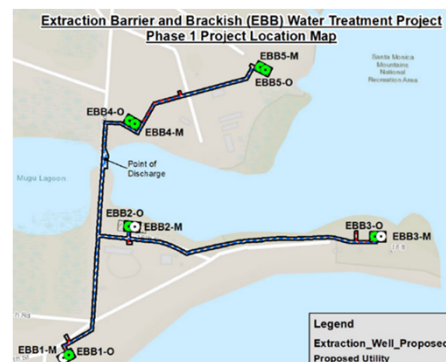 Extraction Barrier and Brackish (EBB) Water Treatment Project
Phase 1 Project Location Map
EBB5-M
EBB5-O
Santa Monica
Mountains
National
Recreation Area
EBB4-O
EBB4-M
Point of
Discharge
Mugu Lagoon
EBB2-O
EBB2-M
EBB3-O
EBB3-M
EBB1-M
EBB1-O
Legend
Extraction_Well_Proposed
Proposed Utility